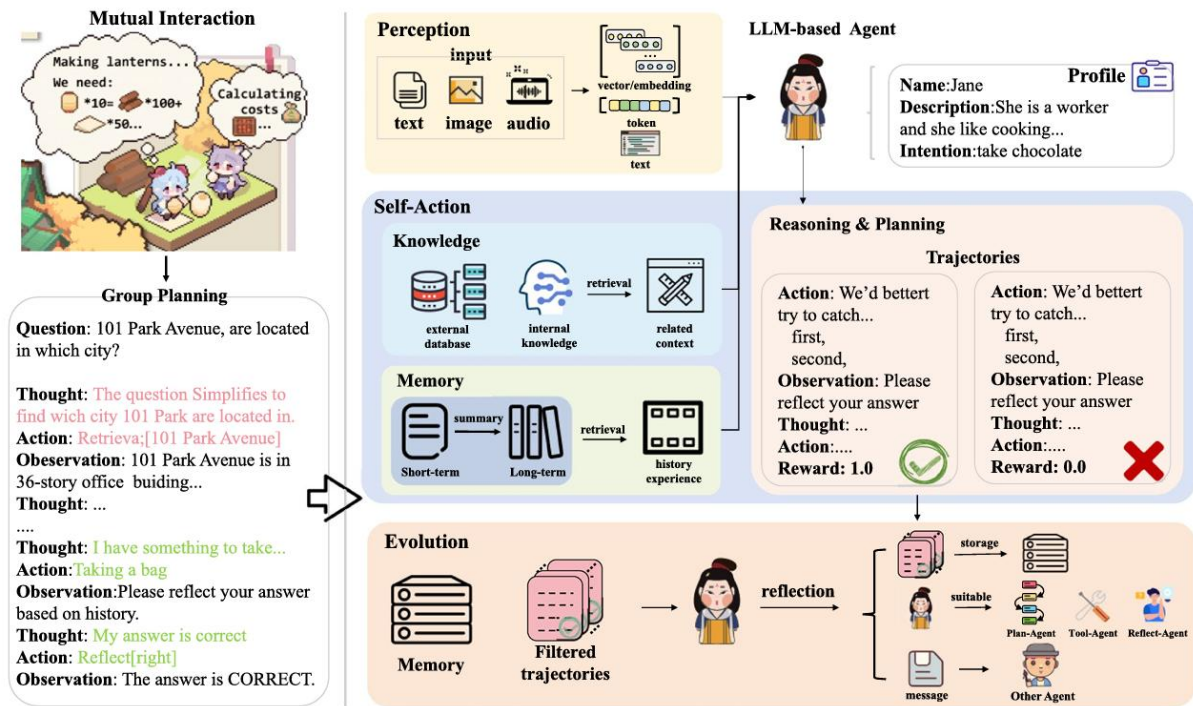 Mutual Interaction
Making lanterns...
We need:
*10= *100+
*50...
Calculating
costs
...
Group Planning
Question: 101 Park Avenue, are located
in which city?
Thought: The question Simplifies to
find wich city 101 Park are located in.
Action: Retrieva;[101 Park Avenue]
Obeservation: 101 Park Avenue is in
36-story office buiding...
Thought: ...
....
Thought: I have something to take...
Action:Taking a bag
Observation:Please reflect your answer
based on history.
Thought: My answer is correct
Action: Reflect[right]
Observation: The answer is CORRECT.
Perception
input
text
image
audio
vector/embedding
token
text
LLM-based Agent
Profile
Name:Jane
Description:She is a worker
and she like cooking...
Intention:take chocolate
Self-Action
Knowledge
external
database
internal
knowledge
retrieval
related
context
Memory
Short-term
summary
Long-term
retrieval
history
experience
Reasoning & Planning
Trajectories
Action: We'd bettert
try to catch...
first,
second,
Observation: Please
reflect your answer
Thought: ...
Action:....
Reward: 1.0
Action: We'd bettert
try to catch...
first,
second,
Observation: Please
reflect your answer
Thought: ...
Action:....
Reward: 0.0
Evolution
Memory
Filtered
trajectories
reflection
storage
suitable
Plan-Agent
Tool-Agent
Reflect-Agent
message
Other Agent